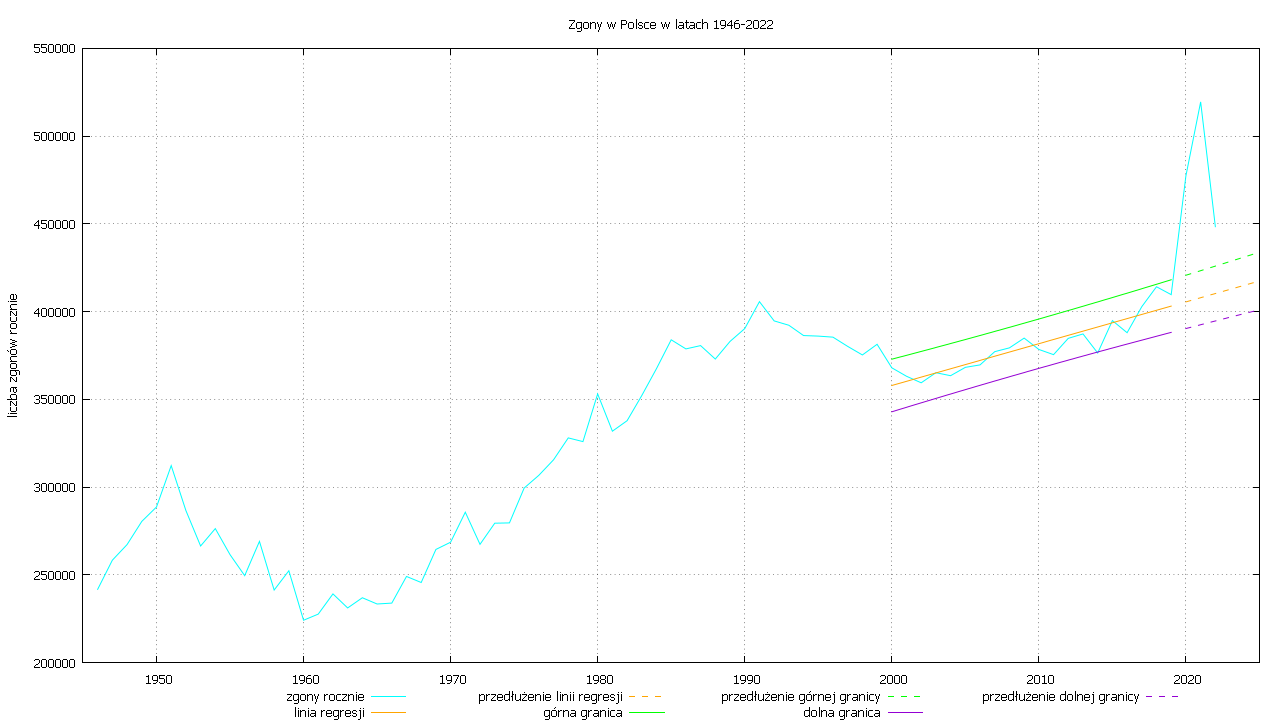 Zgony w Polsce w latach 1946-2022
550000
500000
450000
400000
350000
300000
250000
200000
liczba zgonów rocznie
1950 1960 1970 1980 1990 2000 2010 2020
zgony rocznie przedłużenie linii regresji przedłużenie górnej granicy przedłużenie dolnej granicy
linia regresji górna granica dolna granica